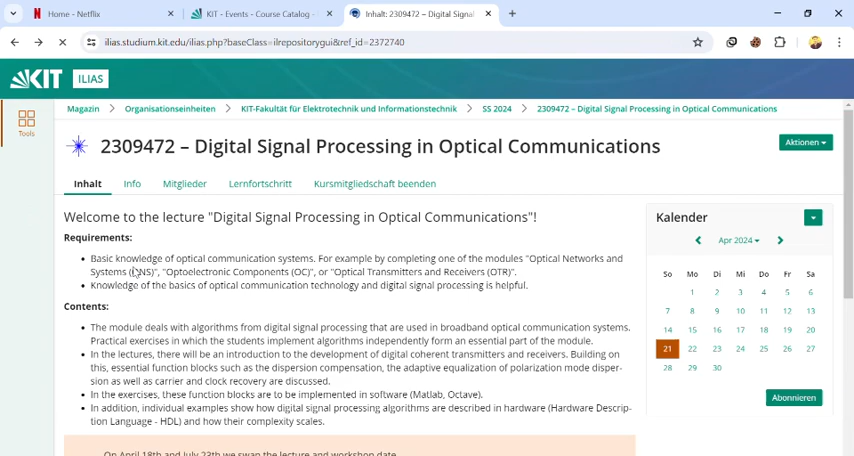 Home - Netflix
KIT - Events - Course Catalog -
Inhalt: 2309472 – Digital Signal
ilias.studium.kit.edu/ilias.php?baseClass=ilrepositorygui&ref_id=2372740
KIT
ILIAS
Tools
Magazin
Organisationseinheiten
KIT-Fakultät für Elektrotechnik und Informationstechnik
SS 2024
2309472 – Digital Signal Processing in Optical Communications
2309472 – Digital Signal Processing in Optical Communications
Aktionen
Inhalt
Info
Mitglieder
Lernfortschritt
Kursmitgliedschaft beenden
Welcome to the lecture "Digital Signal Processing in Optical Communications"!
Requirements:
Basic knowledge of optical communication systems. For example by completing one of the modules "Optical Networks and
Systems (ONS)", "Optoelectronic Components (OC)", or "Optical Transmitters and Receivers (OTR)".
Knowledge of the basics of optical communication technology and digital signal processing is helpful.
Contents:
The module deals with algorithms from digital signal processing that are used in broadband optical communication systems.
Practical exercises in which the students implement algorithms independently form an essential part of the module.
In the lectures, there will be an introduction to the development of digital coherent transmitters and receivers. Building on
this, essential function blocks such as the dispersion compensation, the adaptive equalization of polarization mode disper-
sion as well as carrier and clock recovery are discussed.
In the exercises, these function blocks are to be implemented in software (Matlab, Octave).
In addition, individual examples show how digital signal processing algorithms are described in hardware (Hardware Descrip-
tion Language - HDL) and how their complexity scales.
On April 18th and July 23th we swap the lecture and workshop date
Kalender
Apr 2024
So Mo Di Mi Do Fr Sa
1 2 3 4 5 6
7 8 9 10 11 12 13
14 15 16 17 18 19 20
21 22 23 24 25 26 27
28 29 30
Abonnieren